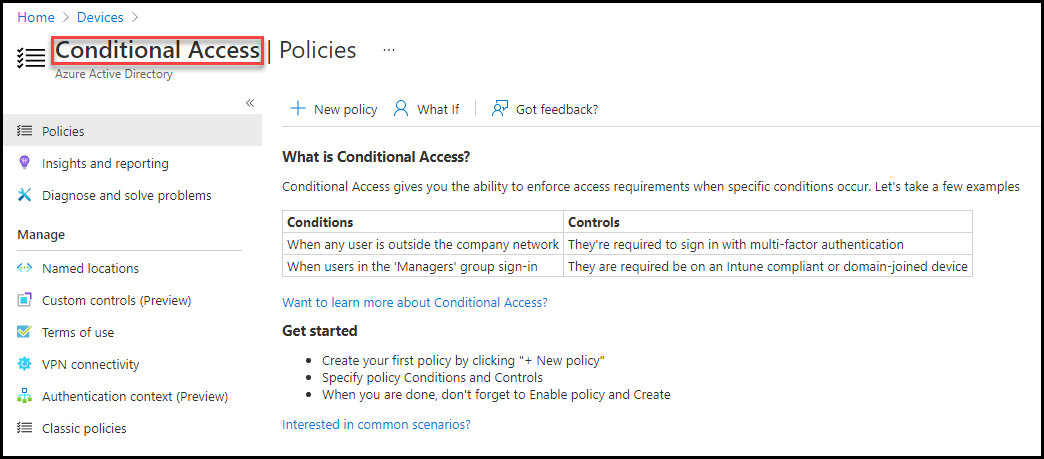 Home > Devices >
Conditional Access | Policies ...
Azure Active Directory
«
Policies
Insights and reporting
Diagnose and solve problems
Manage
Named locations
Custom controls (Preview)
Terms of use
VPN connectivity
Authentication context (Preview)
Classic policies
+ New policy What If Got feedback?
What is Conditional Access?
Conditional Access gives you the ability to enforce access requirements when specific conditions occur. Let's take a few examples
Conditions Controls
When any user is outside the company network They're required to sign in with multi-factor authentication
When users in the 'Managers' group sign-in They are required be on an Intune compliant or domain-joined device
Want to learn more about Conditional Access?
Get started
• Create your first policy by clicking "+ New policy"
• Specify policy Conditions and Controls
• When you are done, don't forget to Enable policy and Create
Interested in common scenarios?